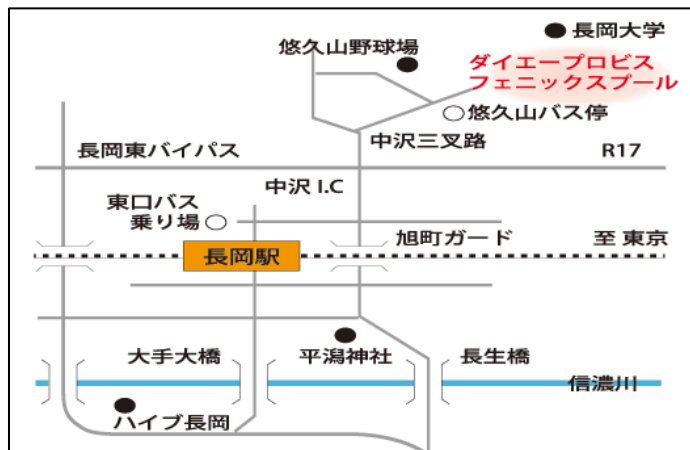 長岡大学
悠久山野球場
ダイエープロビス
フェニックスプール
悠久山バス停
中沢三叉路
長岡東バイパス
R17
中沢 I.C
東口バス
乗り場
旭町ガード
至 東京
長岡駅
大手大橋
平潟神社
長生橋
信濃川
ハイブ長岡